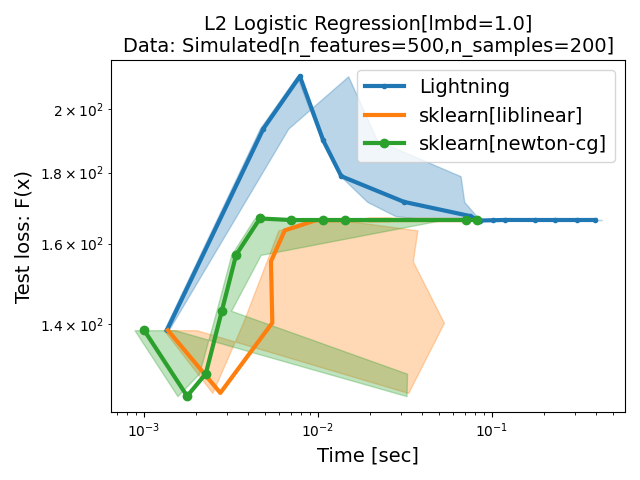 L2 Logistic Regression[lmbd=1.0]
Data: Simulated[n_features=500,n_samples=200]
Lightning
sklearn[liblinear]
sklearn[newton-cg]
Test loss: F(x)
2 × 10²
1.8 × 10²
1.6 × 10²
1.4 × 10²
10⁻³
10⁻²
10⁻¹
Time [sec]